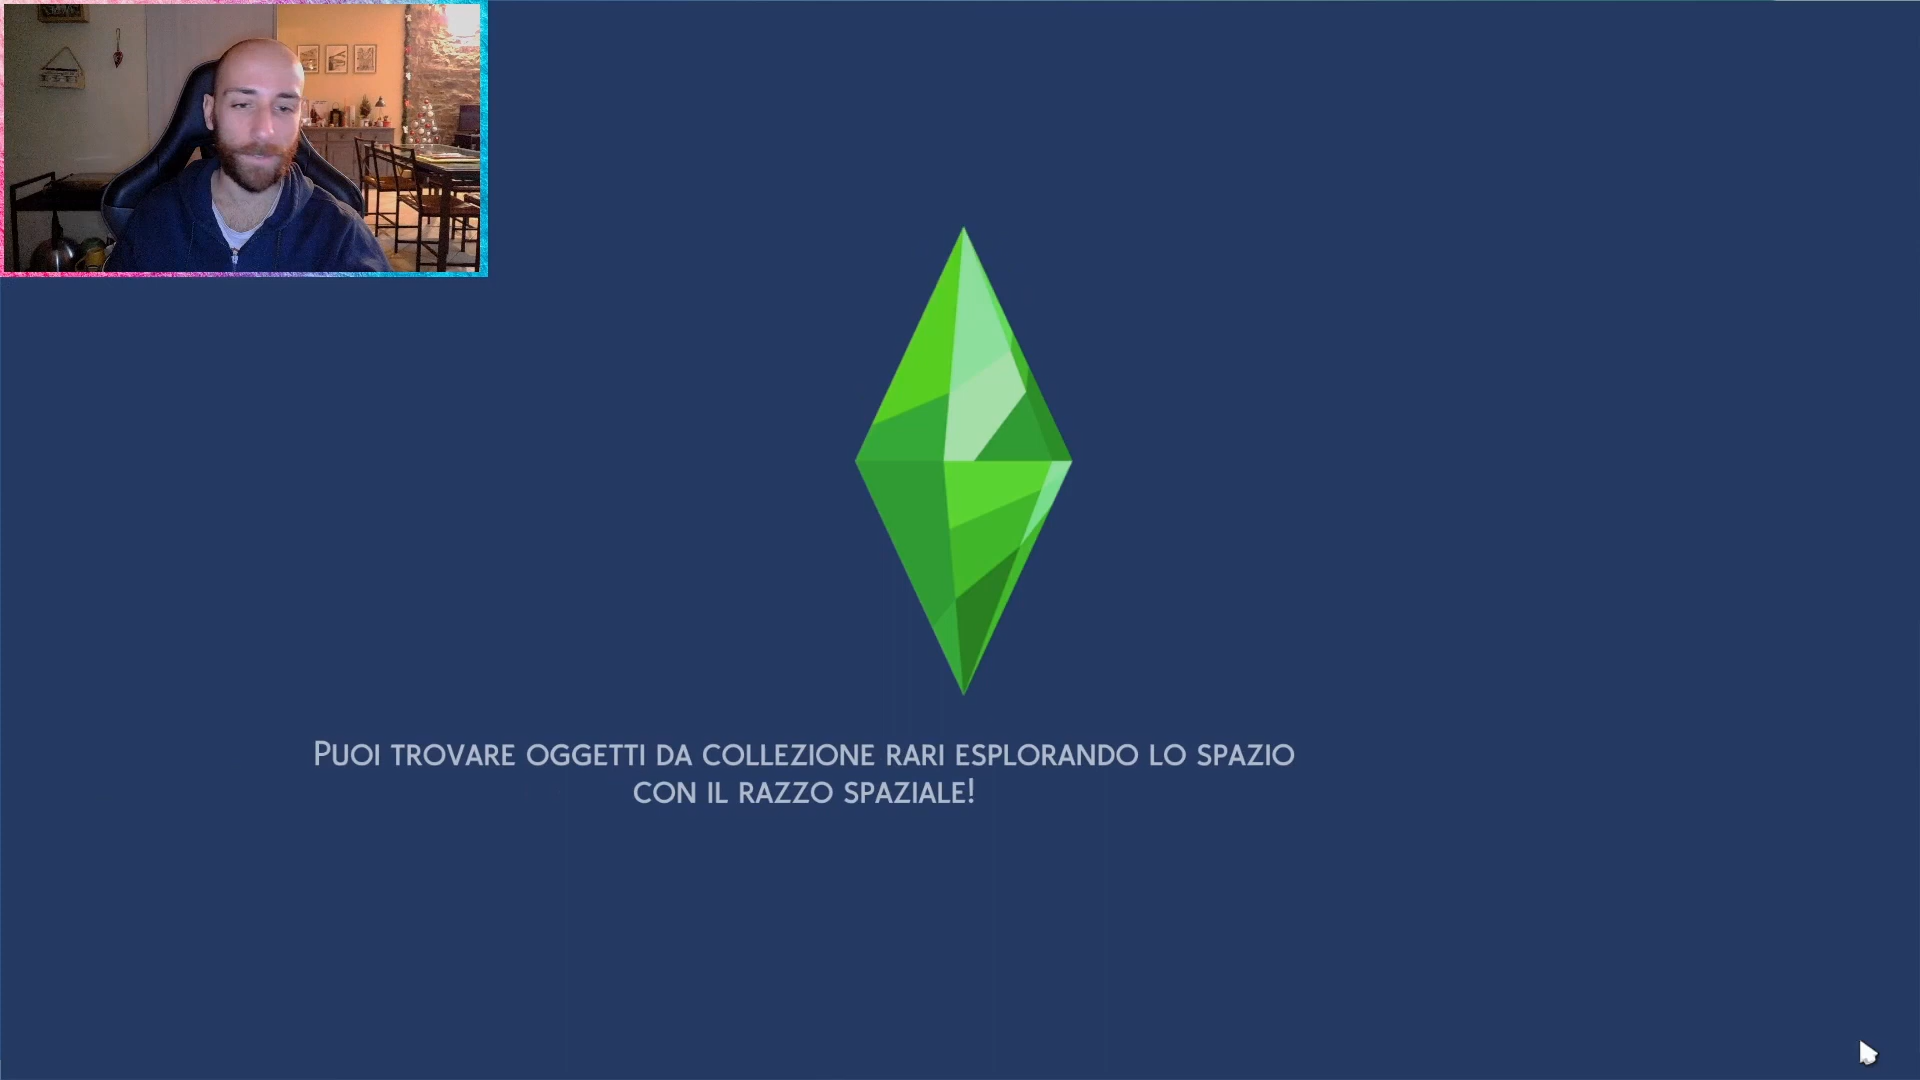 Puoi trovare oggetti da collezione rari esplorando lo spazio
con il razzo spaziale!